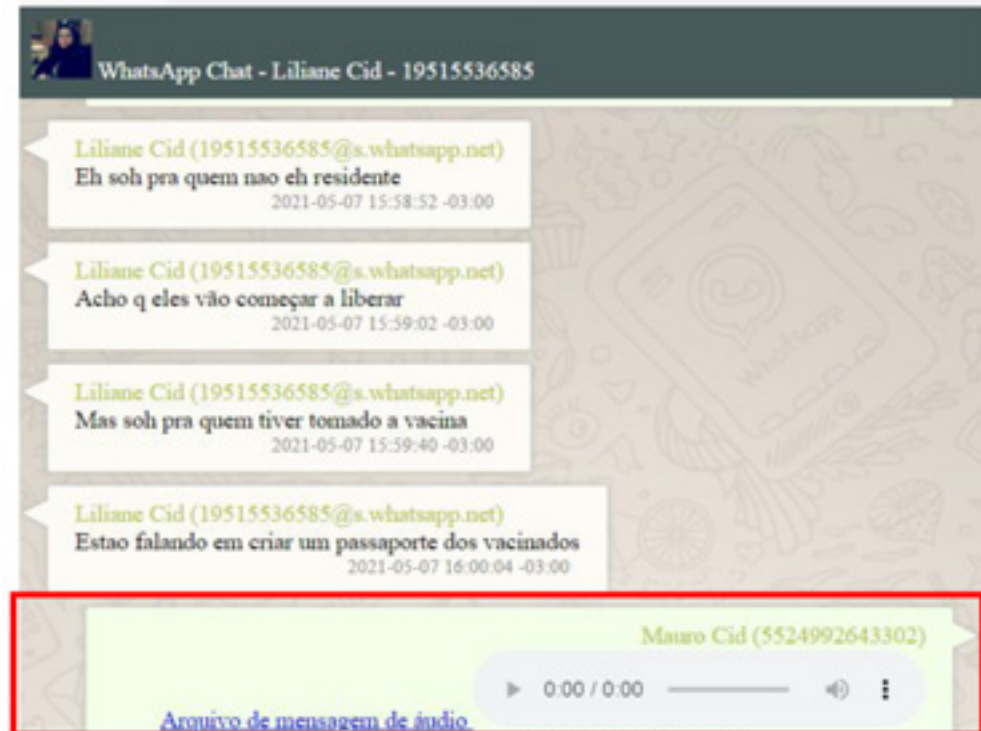 WhatsApp Chat - Liliane Cid - 19515536585
Liliane Cid (19515536585@s.whatsapp.net)
Eh soh pra quem nao eh residente
2021-05-07 15:58:52 -03:00
Liliane Cid (19515536585@s.whatsapp.net)
Acho q eles vão começar a liberar
2021-05-07 15:59:02 -03:00
Liliane Cid (19515536585@s.whatsapp.net)
Mas soh pra quem tiver tomado a vacina
2021-05-07 15:59:40 -03:00
Liliane Cid (19515536585@s.whatsapp.net)
Estao falando em criar um passaporte dos vacinados
2021-05-07 16:00:04 -03:00
Mauro Cid (5524992643302)
0:00 / 0:00
Arquivo de mensagem de áudio
Whatsapp